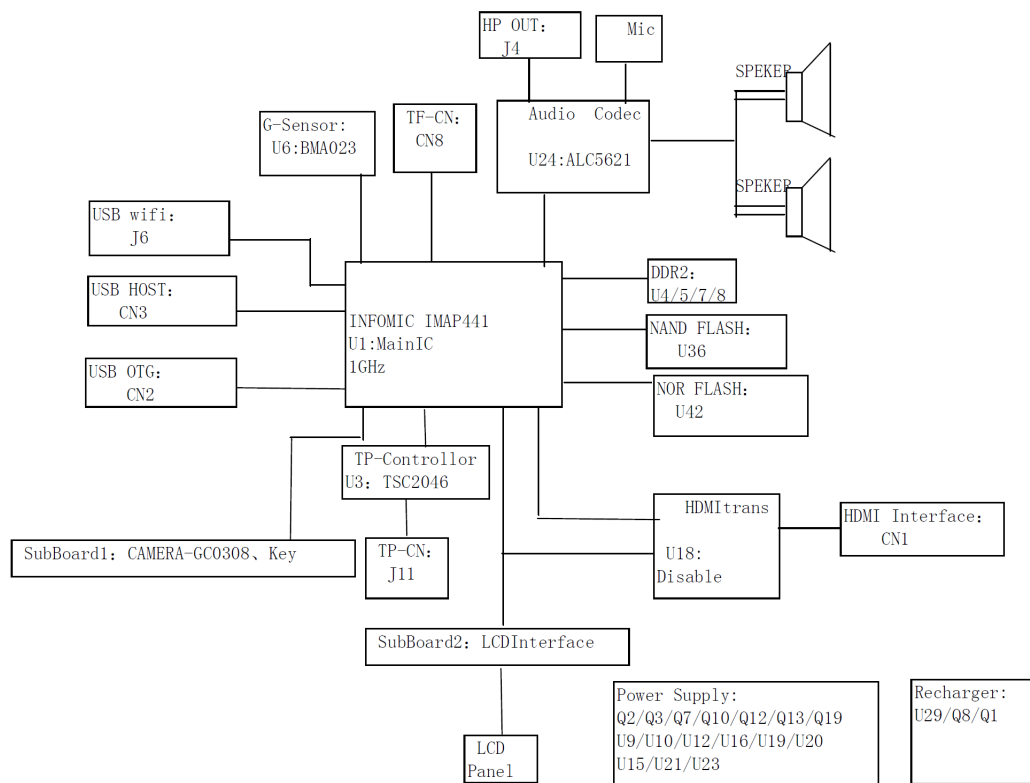 HP OUT:
J4
Mic
SPEKER
Audio Codec
U24:ALC5621
SPEKER
G-Sensor:
U6:BMA023
TF-CN:
CN8
USB wifi:
J6
USB HOST:
CN3
USB OTG:
CN2
INFOMIC IMAP441
U1:MainIC
1GHz
DDR2:
U4/5/7/8
NAND FLASH:
U36
NOR FLASH:
U42
TP-Controllor
U3: TSC2046
HDMItrans
U18:
Disable
HDMI Interface:
CN1
SubBoard1: CAMERA-GC0308、Key
TP-CN:
J11
SubBoard2: LCDInterface
LCD
Panel
Power Supply:
Q2/Q3/Q7/Q10/Q12/Q13/Q19
U9/U10/U12/U16/U19/U20
U15/U21/U23
Recharger:
U29/Q8/Q1